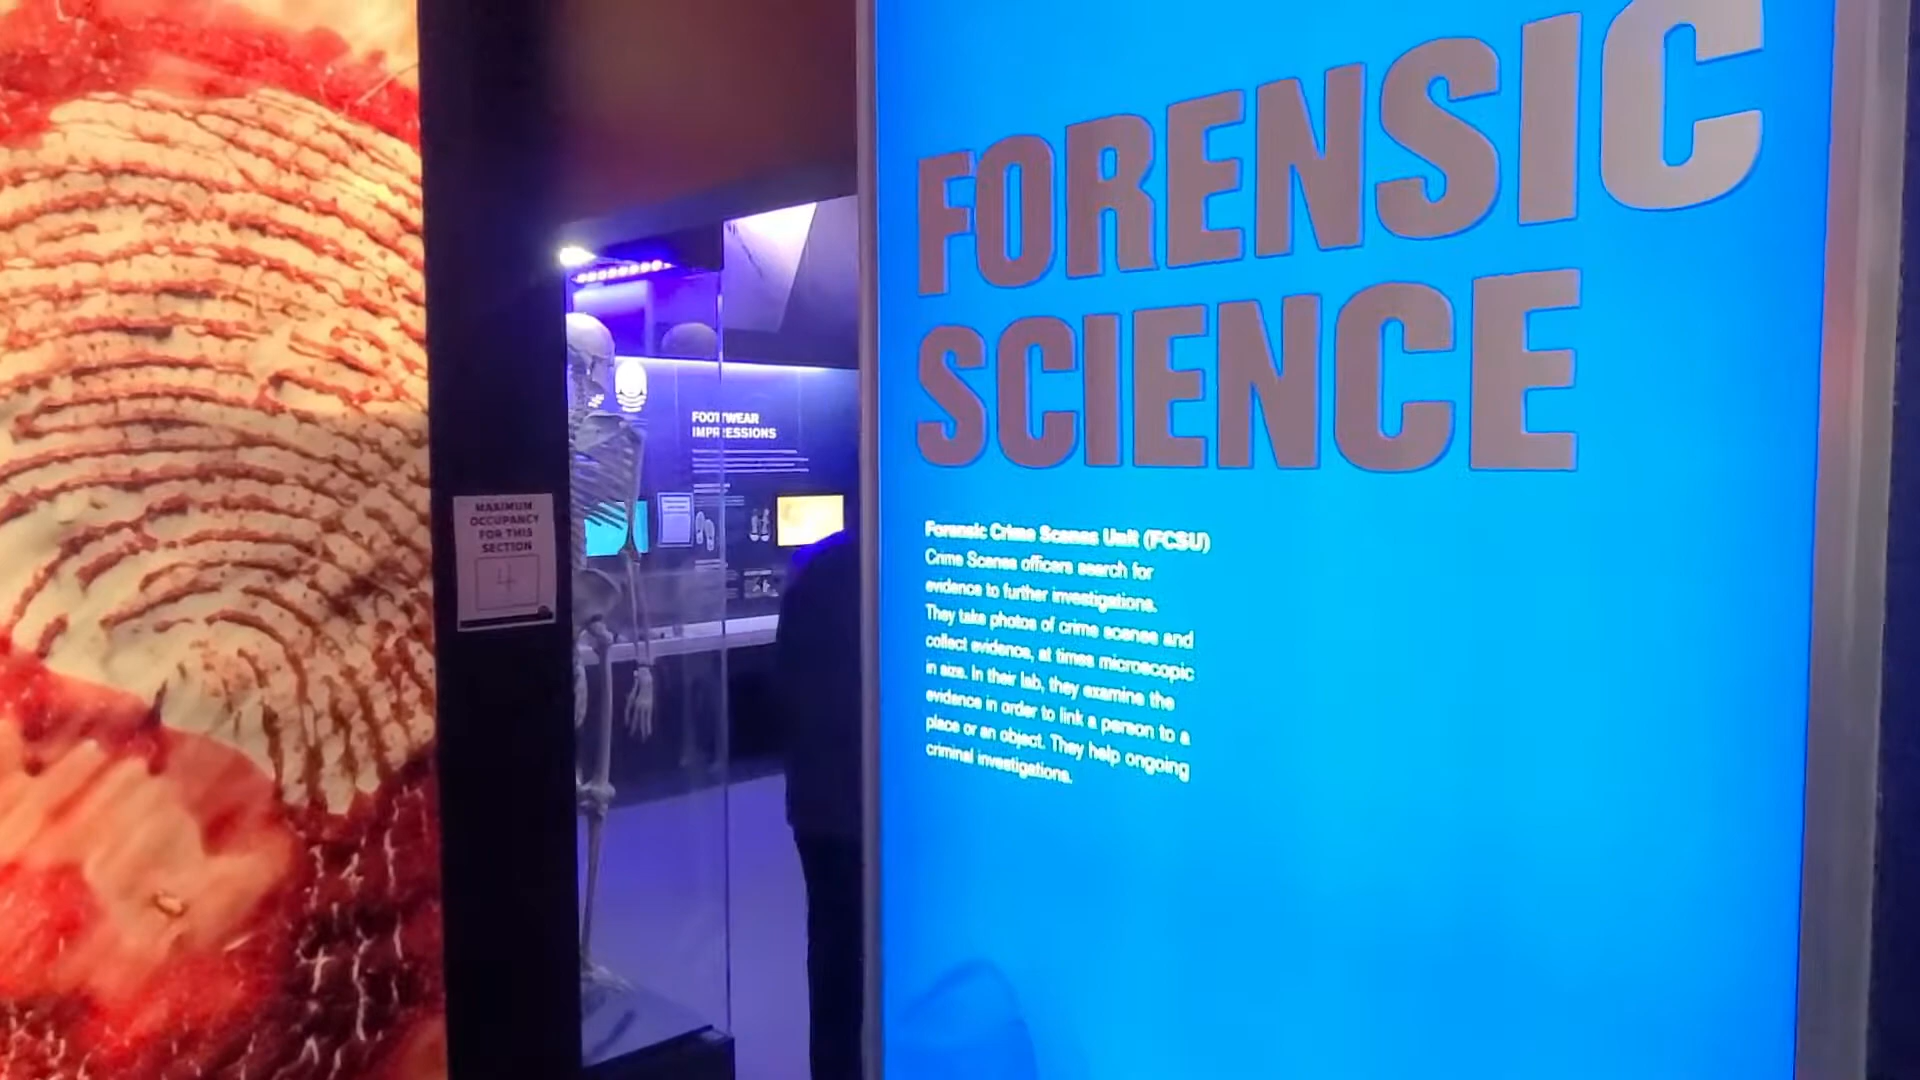 FORENSIC
SCIENCE
Forensic Crime Scenes Unit (FCSU)
Crime Scenes officers search for
evidence to further investigations.
They take photos of crime scenes and
collect evidence, at times microscopic
in size. In their lab, they examine the
evidence in order to link a person to a
place or an object. They help ongoing
criminal investigations.
MAXIMUM
OCCUPANCY
FOR THIS
SECTION
4
FOOTWEAR
IMPRESSIONS